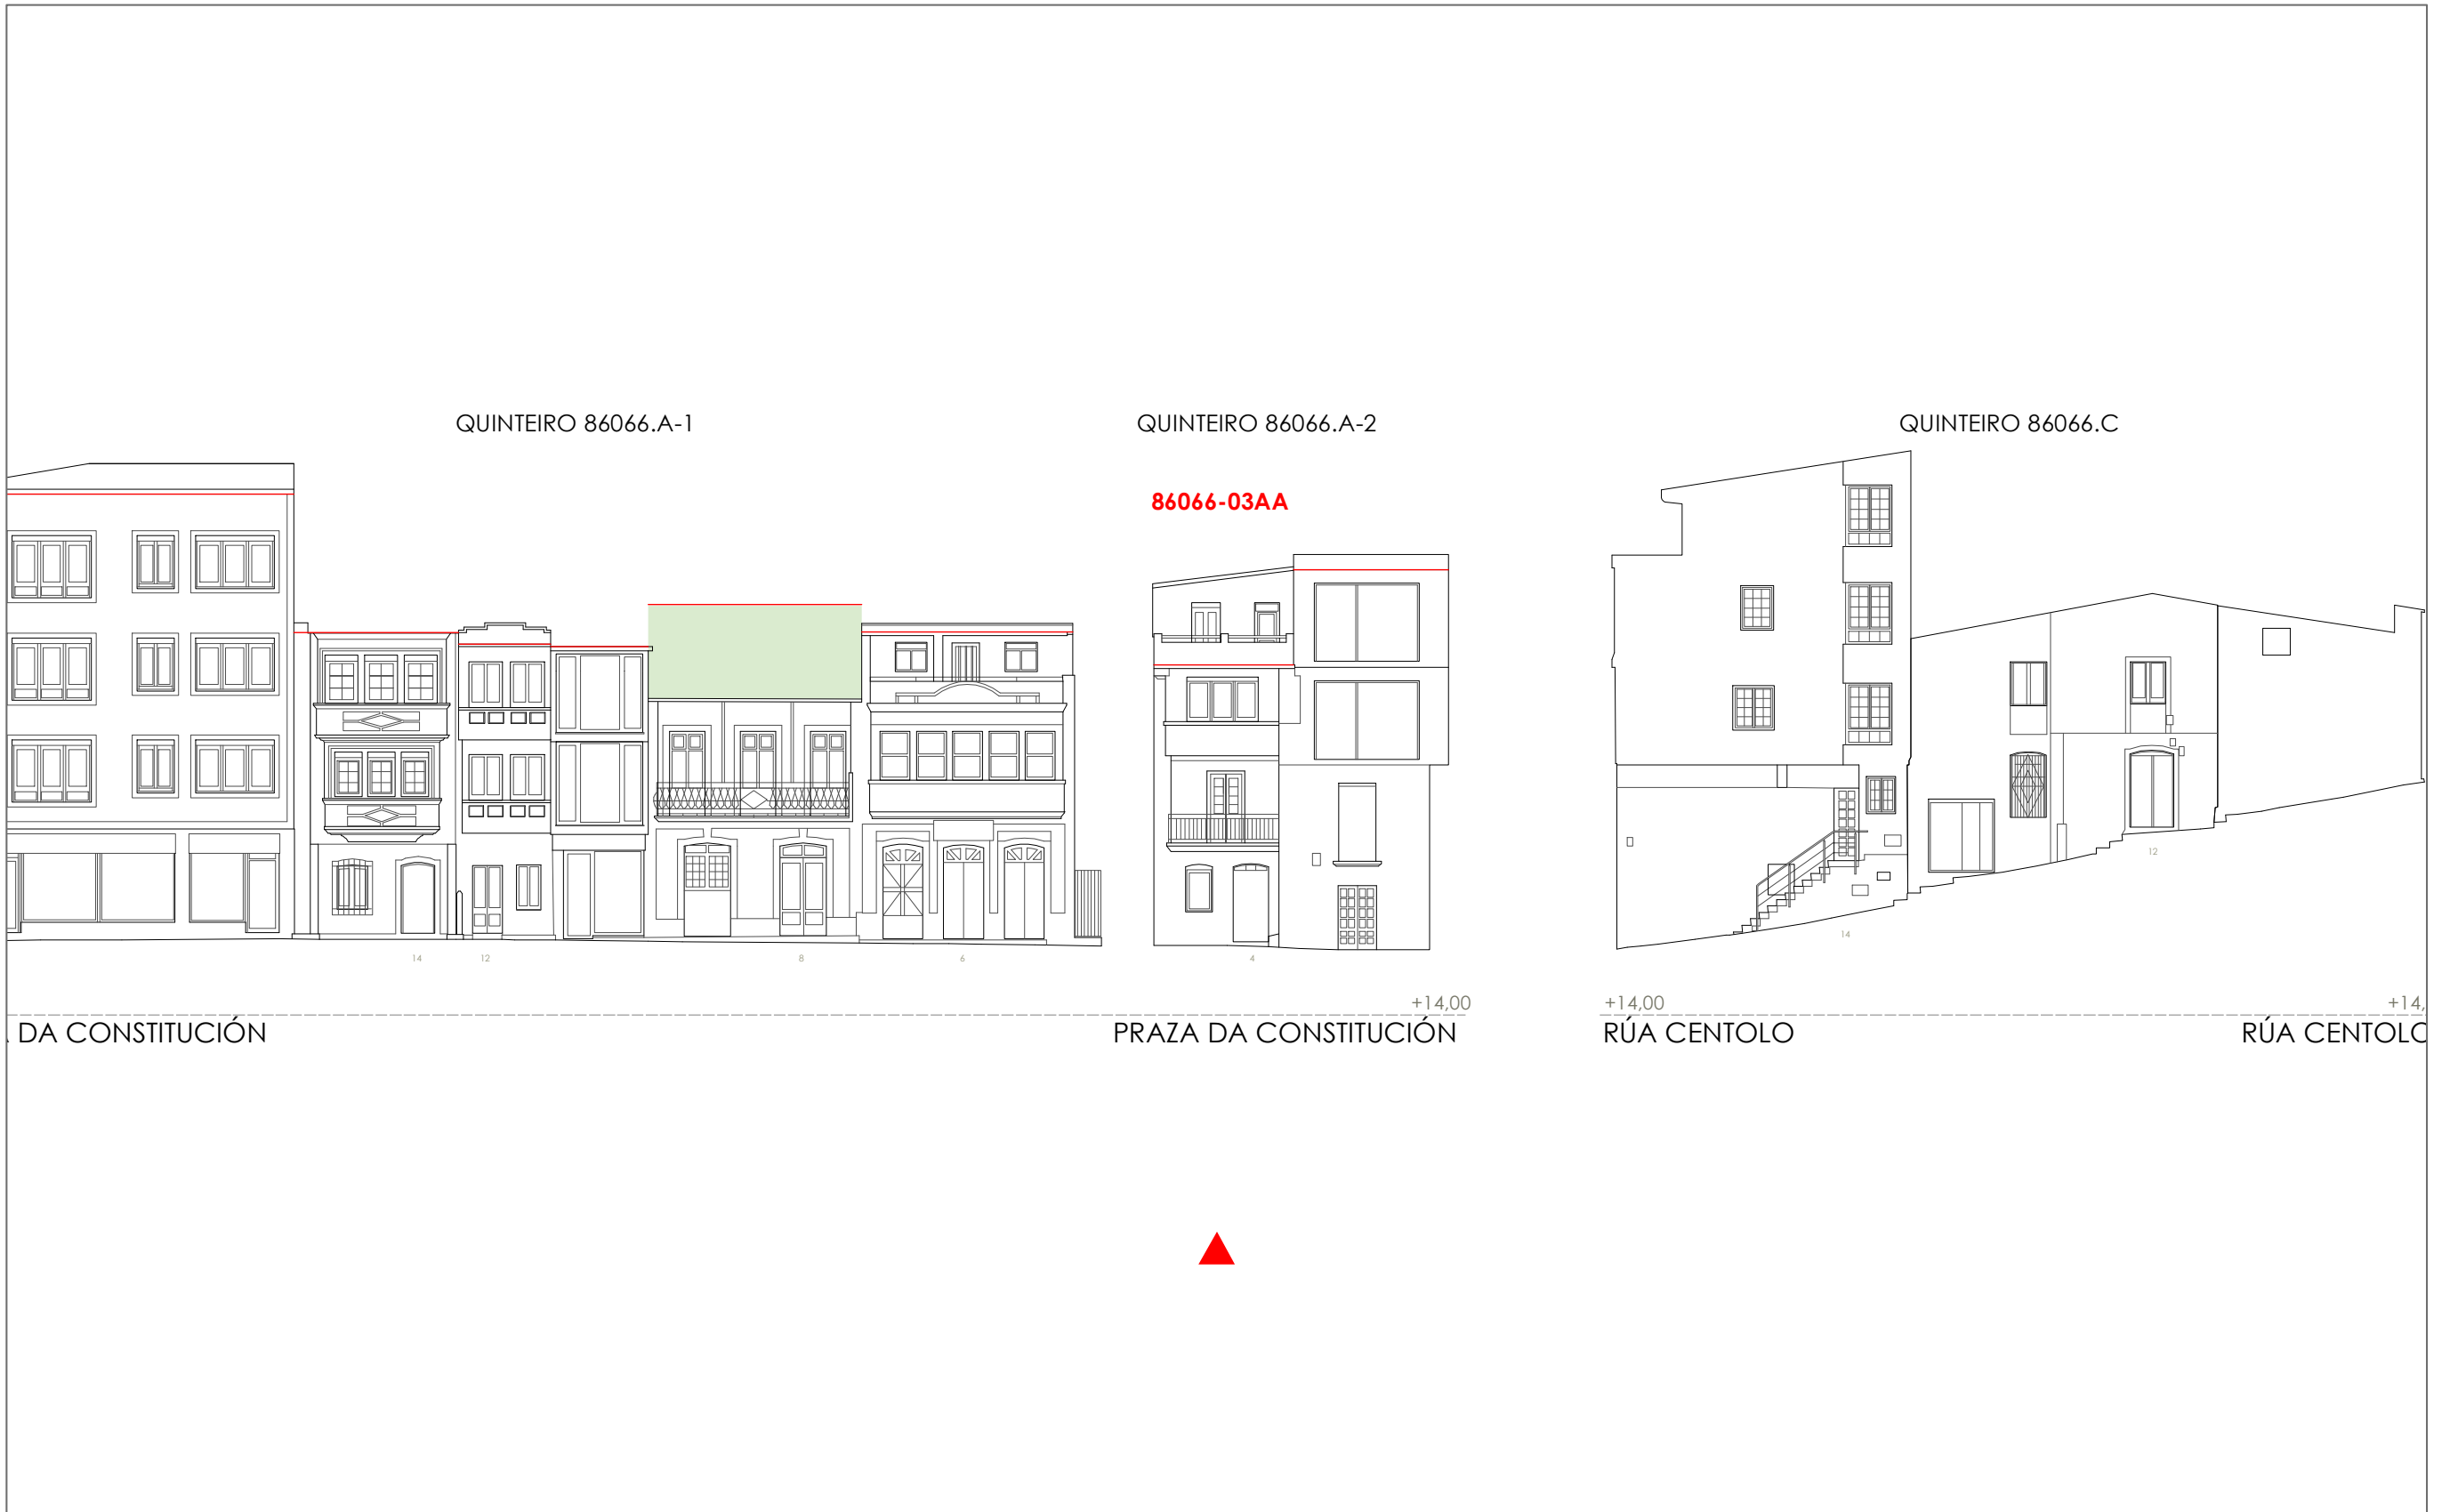 QUINTEIRO 86066.A-1
QUINTEIRO 86066.A-2
QUINTEIRO 86066.C
86066-03AA
12
14
14
12
8
6
4
+14,00
+14,00
+14,
DA CONSTITUCIÓN
PRAZA DA CONSTITUCIÓN
RÚA CENTOLO
RÚA CENTOLO